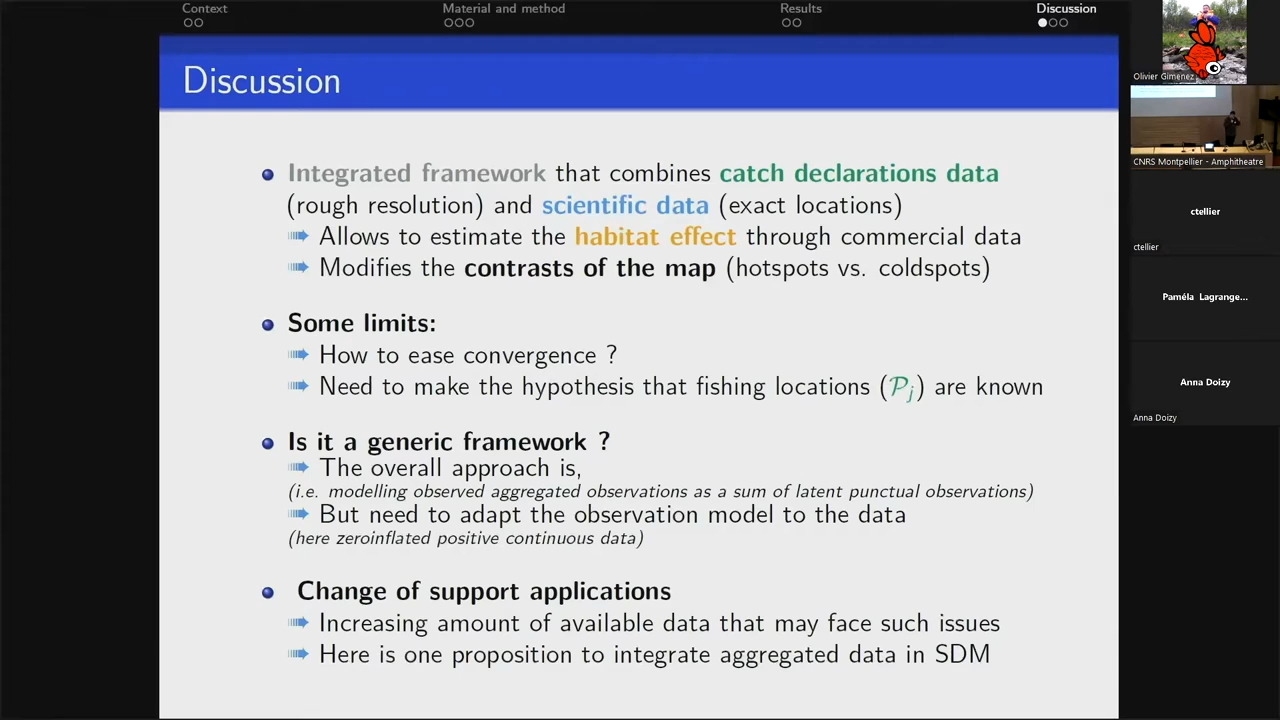 Context
Material and method
Results
Discussion
Discussion
Integrated framework that combines catch declarations data
(rough resolution) and scientific data (exact locations)
Allows to estimate the habitat effect through commercial data
Modifies the contrasts of the map (hotspots vs. coldspots)
Some limits:
How to ease convergence ?
Need to make the hypothesis that fishing locations (𝒫j) are known
Is it a generic framework ?
The overall approach is,
(i.e. modelling observed aggregated observations as a sum of latent punctual observations)
But need to adapt the observation model to the data
(here zeroinflated positive continuous data)
Change of support applications
Increasing amount of available data that may face such issues
Here is one proposition to integrate aggregated data in SDM
Olivier Gimenez
CNRS Montpellier - Amphitheatre
ctellier
ctellier
Paméla Lagrange...
Anna Doizy
Anna Doizy